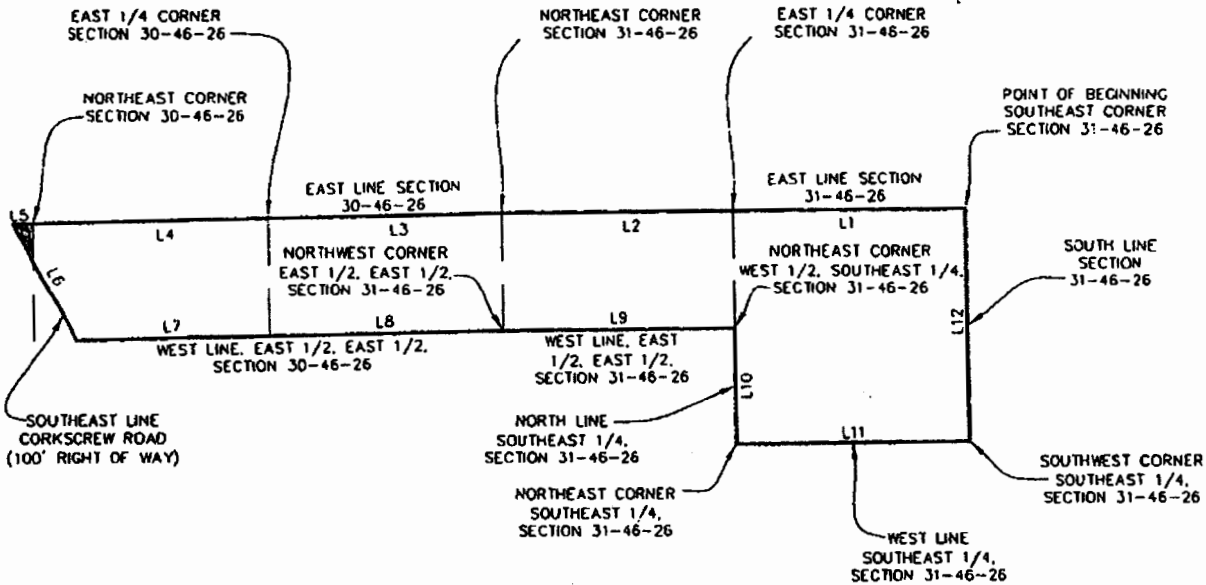 EAST 1/4 CORNER
SECTION 30-46-26
NORTHEAST CORNER
SECTION 31-46-26
EAST 1/4 CORNER
SECTION 31-46-26
NORTHEAST CORNER
SECTION 30-46-26
POINT OF BEGINNING
SOUTHEAST CORNER
SECTION 31-46-26
EAST LINE SECTION
30-46-26
EAST LINE SECTION
31-46-26
L5
L4
L3
L2
L1
L6
NORTHWEST CORNER
EAST 1/2, EAST 1/2,
SECTION 31-46-26
NORTHEAST CORNER
WEST 1/2, SOUTHEAST 1/4,
SECTION 31-46-26
SOUTH LINE
SECTION
31-46-26
L7
L8
L9
L12
WEST LINE, EAST 1/2, EAST 1/2,
SECTION 30-46-26
WEST LINE, EAST
1/2, EAST 1/2,
SECTION 31-46-26
L10
SOUTHEAST LINE
CORKSCREW ROAD
(100' RIGHT OF WAY)
NORTH LINE
SOUTHEAST 1/4,
SECTION 31-46-26
L11
NORTHEAST CORNER
SOUTHEAST 1/4,
SECTION 31-46-26
SOUTHWEST CORNER
SOUTHEAST 1/4,
SECTION 31-46-26
WEST LINE
SOUTHEAST 1/4,
SECTION 31-46-26